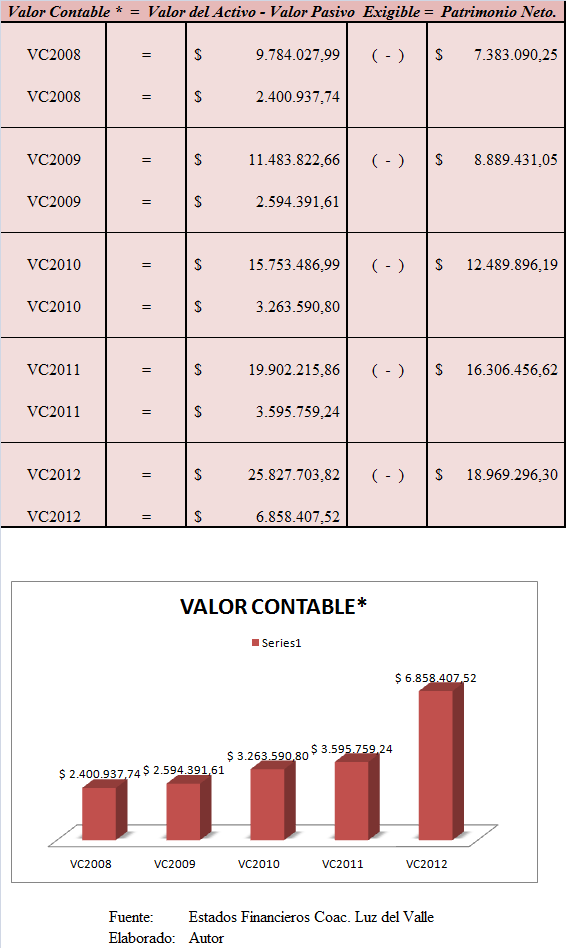 Valor Contable * = Valor del Activo - Valor Pasivo Exigible = Patrimonio Neto.
VC2008 = $ 9.784.027,99 ( - ) $ 7.383.090,25
VC2008 = $ 2.400.937,74
VC2009 = $ 11.483.822,66 ( - ) $ 8.889.431,05
VC2009 = $ 2.594.391,61
VC2010 = $ 15.753.486,99 ( - ) $ 12.489.896,19
VC2010 = $ 3.263.590,80
VC2011 = $ 19.902.215,86 ( - ) $ 16.306.456,62
VC2011 = $ 3.595.759,24
VC2012 = $ 25.827.703,82 ( - ) $ 18.969.296,30
VC2012 = $ 6.858.407,52
VALOR CONTABLE*
Series1
$ 2.400.937,74 $ 2.594.391,61 $ 3.263.590,80 $ 3.595.759,24 $ 6.858.407,52
VC2008 VC2009 VC2010 VC2011 VC2012
Fuente: Estados Financieros Coac. Luz del Valle
Elaborado: Autor